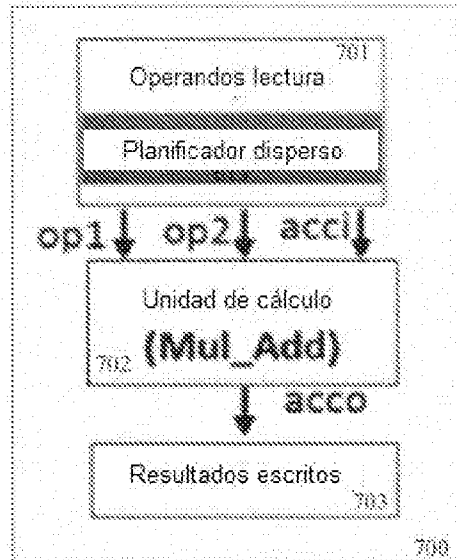 701
Operandos lectura
Planificador disperso
op1 op2 acci
Unidad de cálculo
702 (Mul_Add)
acco
Resultados escritos
703
700